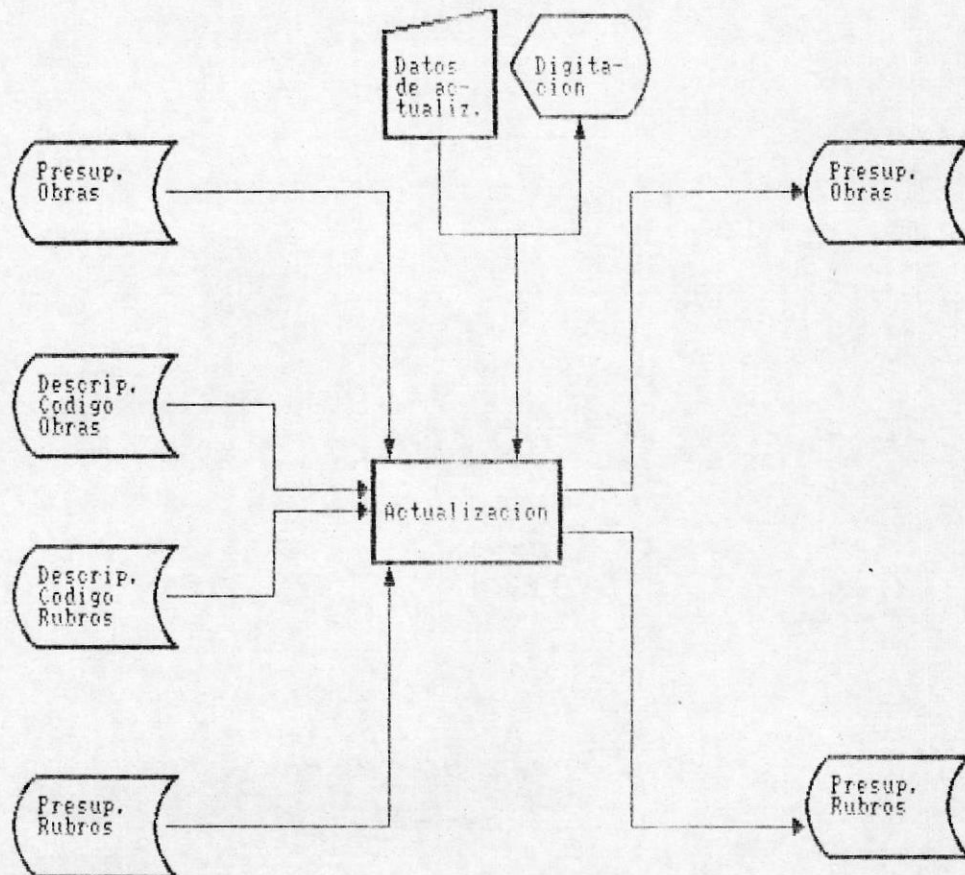 Datos
de ac-
tualiz.
Digita-
cion
Presup.
Obras
Presup.
Obras
Descrip.
Codigo
Obras
Actualizacion
Descrip.
Codigo
Rubros
Presup.
Rubros
Presup.
Rubros